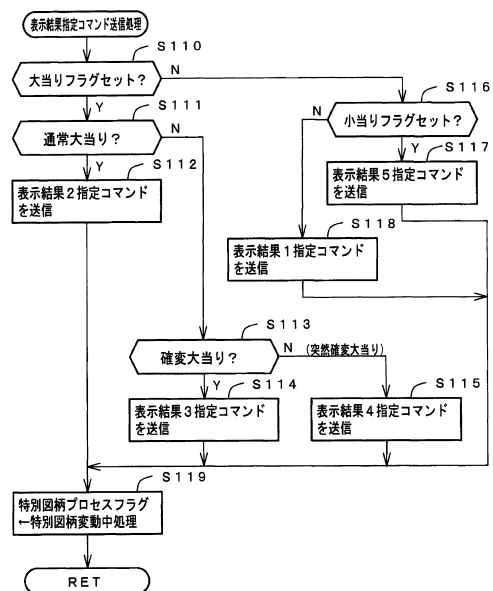 表示結果指定コマンド送信処理
S110
大当りフラグセット?
N
S116
Y
S111
N
小当りフラグセット?
通常大当り?
N
Y
S117
Y
S112
表示結果5指定コマンド
を送信
表示結果2指定コマンド
を送信
S118
表示結果1指定コマンド
を送信
S113
確変大当り?
N
(突然確変大当り)
Y
S114
S115
表示結果3指定コマンド
を送信
表示結果4指定コマンド
を送信
S119
特別図柄プロセスフラグ
←特別図柄変動中処理
RET